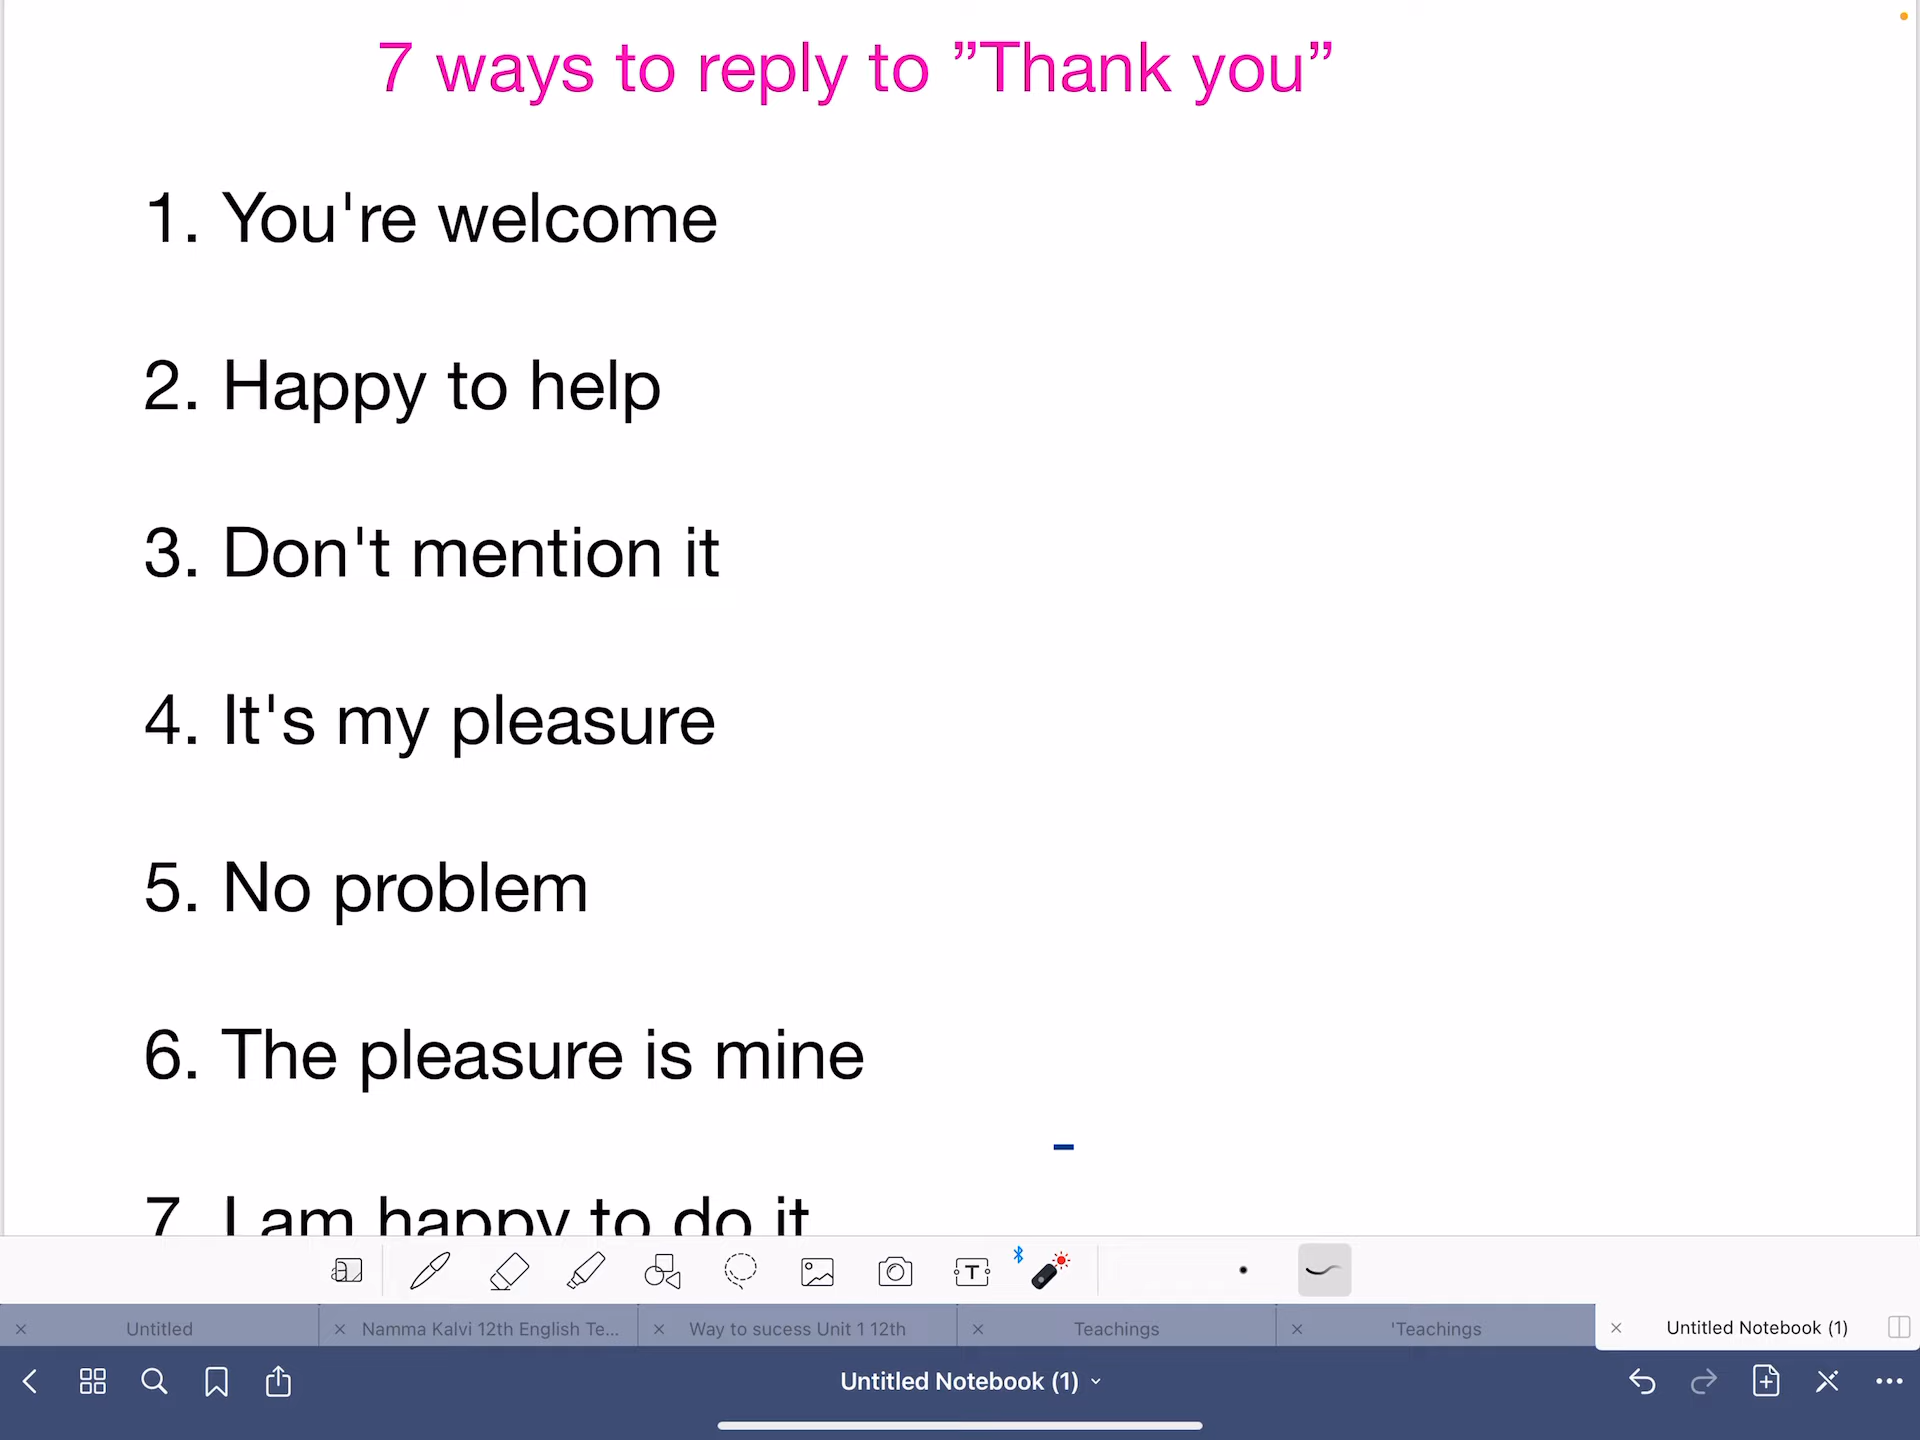 7 ways to reply to ”Thank you”
1. You're welcome
2. Happy to help
3. Don't mention it
4. It's my pleasure
5. No problem
6. The pleasure is mine
7. I am happy to do it
Untitled
Namma Kalvi 12th English Te...
Way to sucess Unit 1 12th
Teachings
'Teachings
Untitled Notebook (1)
Untitled Notebook (1)